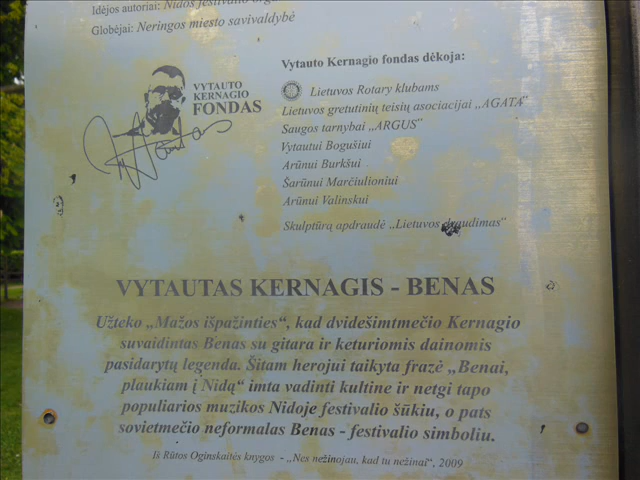 Idėjos autoriai: Nidos festivalio
Globėjai: Neringos miesto savivaldybė
VYTAUTO
KERNAGIO
FONDAS
Vytauto Kernagio fondas dėkoja:
Lietuvos Rotary klubams
Lietuvos gretutinių teisių asociacijai „AGATA"
Saugos tarnybai „ARGUS"
Vytautui Bogušiui
Arūnui Burkšui
Šarūnui Marčiulioniui
Arūnui Valinskui
Skulptūrą apdraudė „Lietuvos draudimas"
VYTAUTAS KERNAGIS - BENAS
Užteko „Mažos išpažinties“, kad dvidešimtmečio Kernagio
suvaidintas Benas su gitara ir keturiomis dainomis
pasidarytų legenda. Šitam herojui taikyta frazė „Benai,
plaukiam į Nidą“ imta vadinti kultine ir netgi tapo
populiarios muzikos Nidoje festivalio šūkiu, o pats
sovietmečio neformalas Benas - festivalio simboliu.
Iš Rūtos Oginskaitės knygos - „Nes nežinojau, kad tu nežinai“, 2009